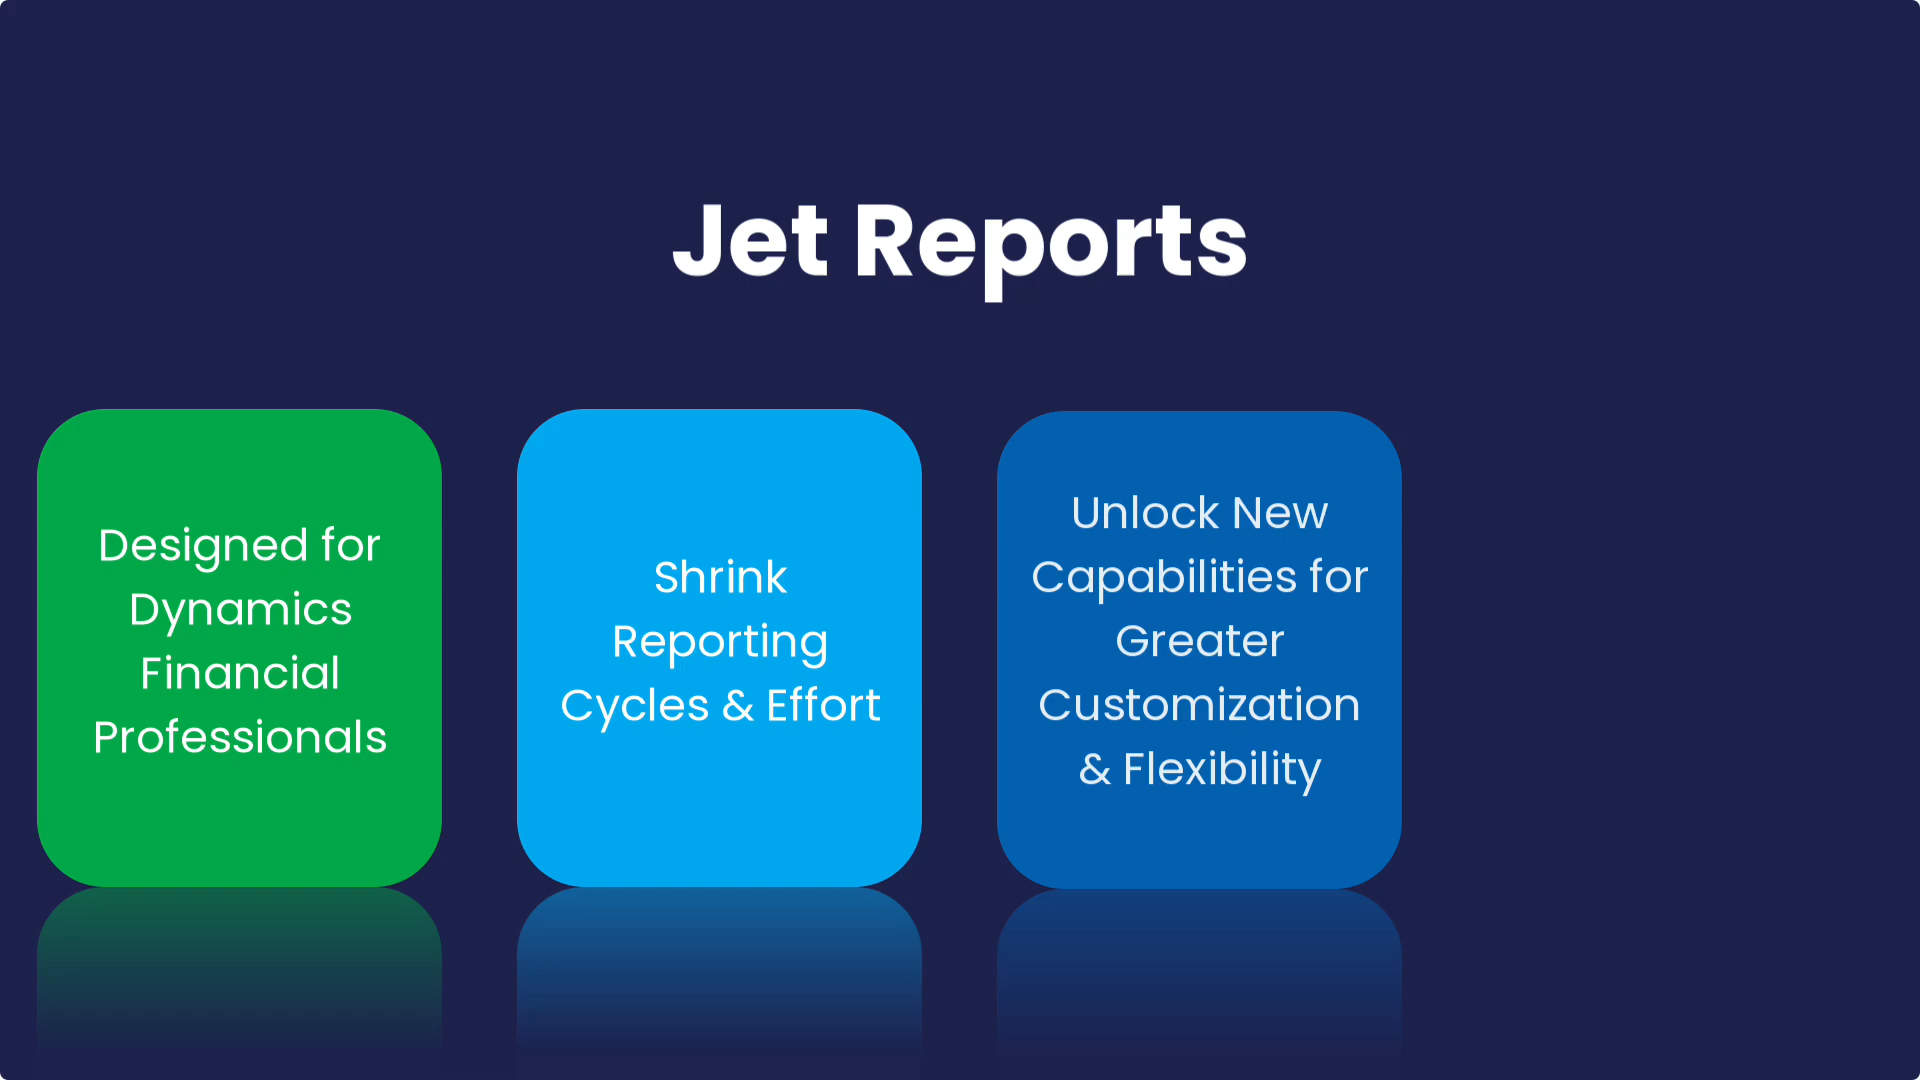 Jet Reports
Designed for
Dynamics
Financial
Professionals
Shrink
Reporting
Cycles & Effort
Unlock New
Capabilities for
Greater
Customization
& Flexibility